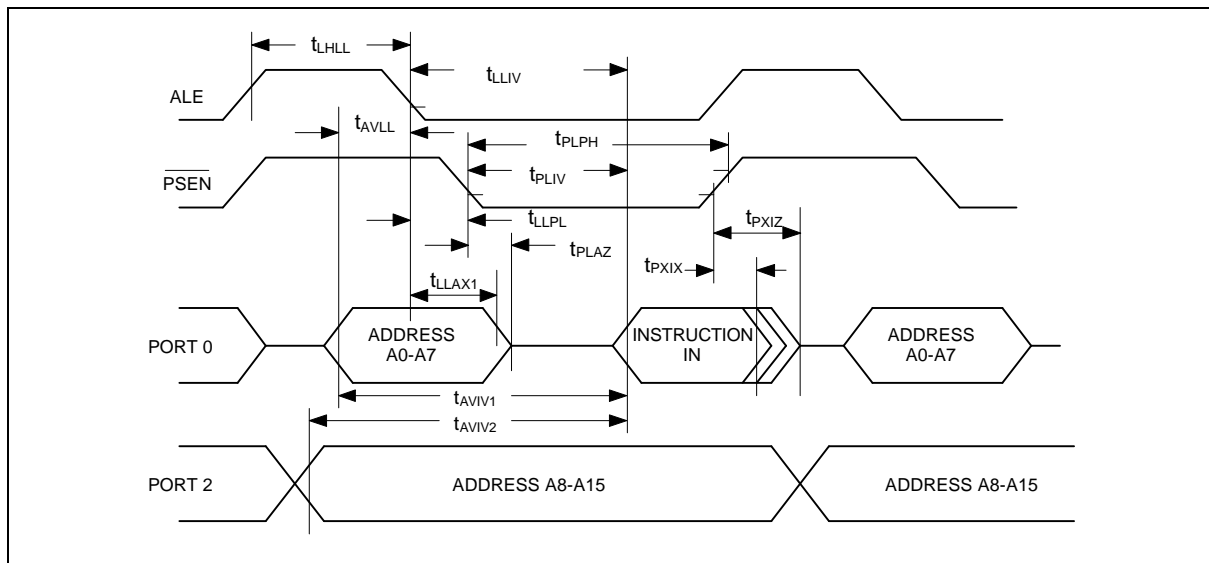 tLHLL
tLLIV
ALE
tAVLL
tPLPH
PSEN
tPLIV
tLLPL
tPXIZ
tPLAZ
tPXIX
tLLAX1
PORT 0
ADDRESS
A0-A7
INSTRUCTION
IN
ADDRESS
A0-A7
tAVIV1
tAVIV2
PORT 2
ADDRESS A8-A15
ADDRESS A8-A15